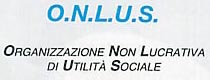 O.N.L.U.S.
ORGANIZZAZIONE NON LUCRATIVA
DI UTILITÀ SOCIALE